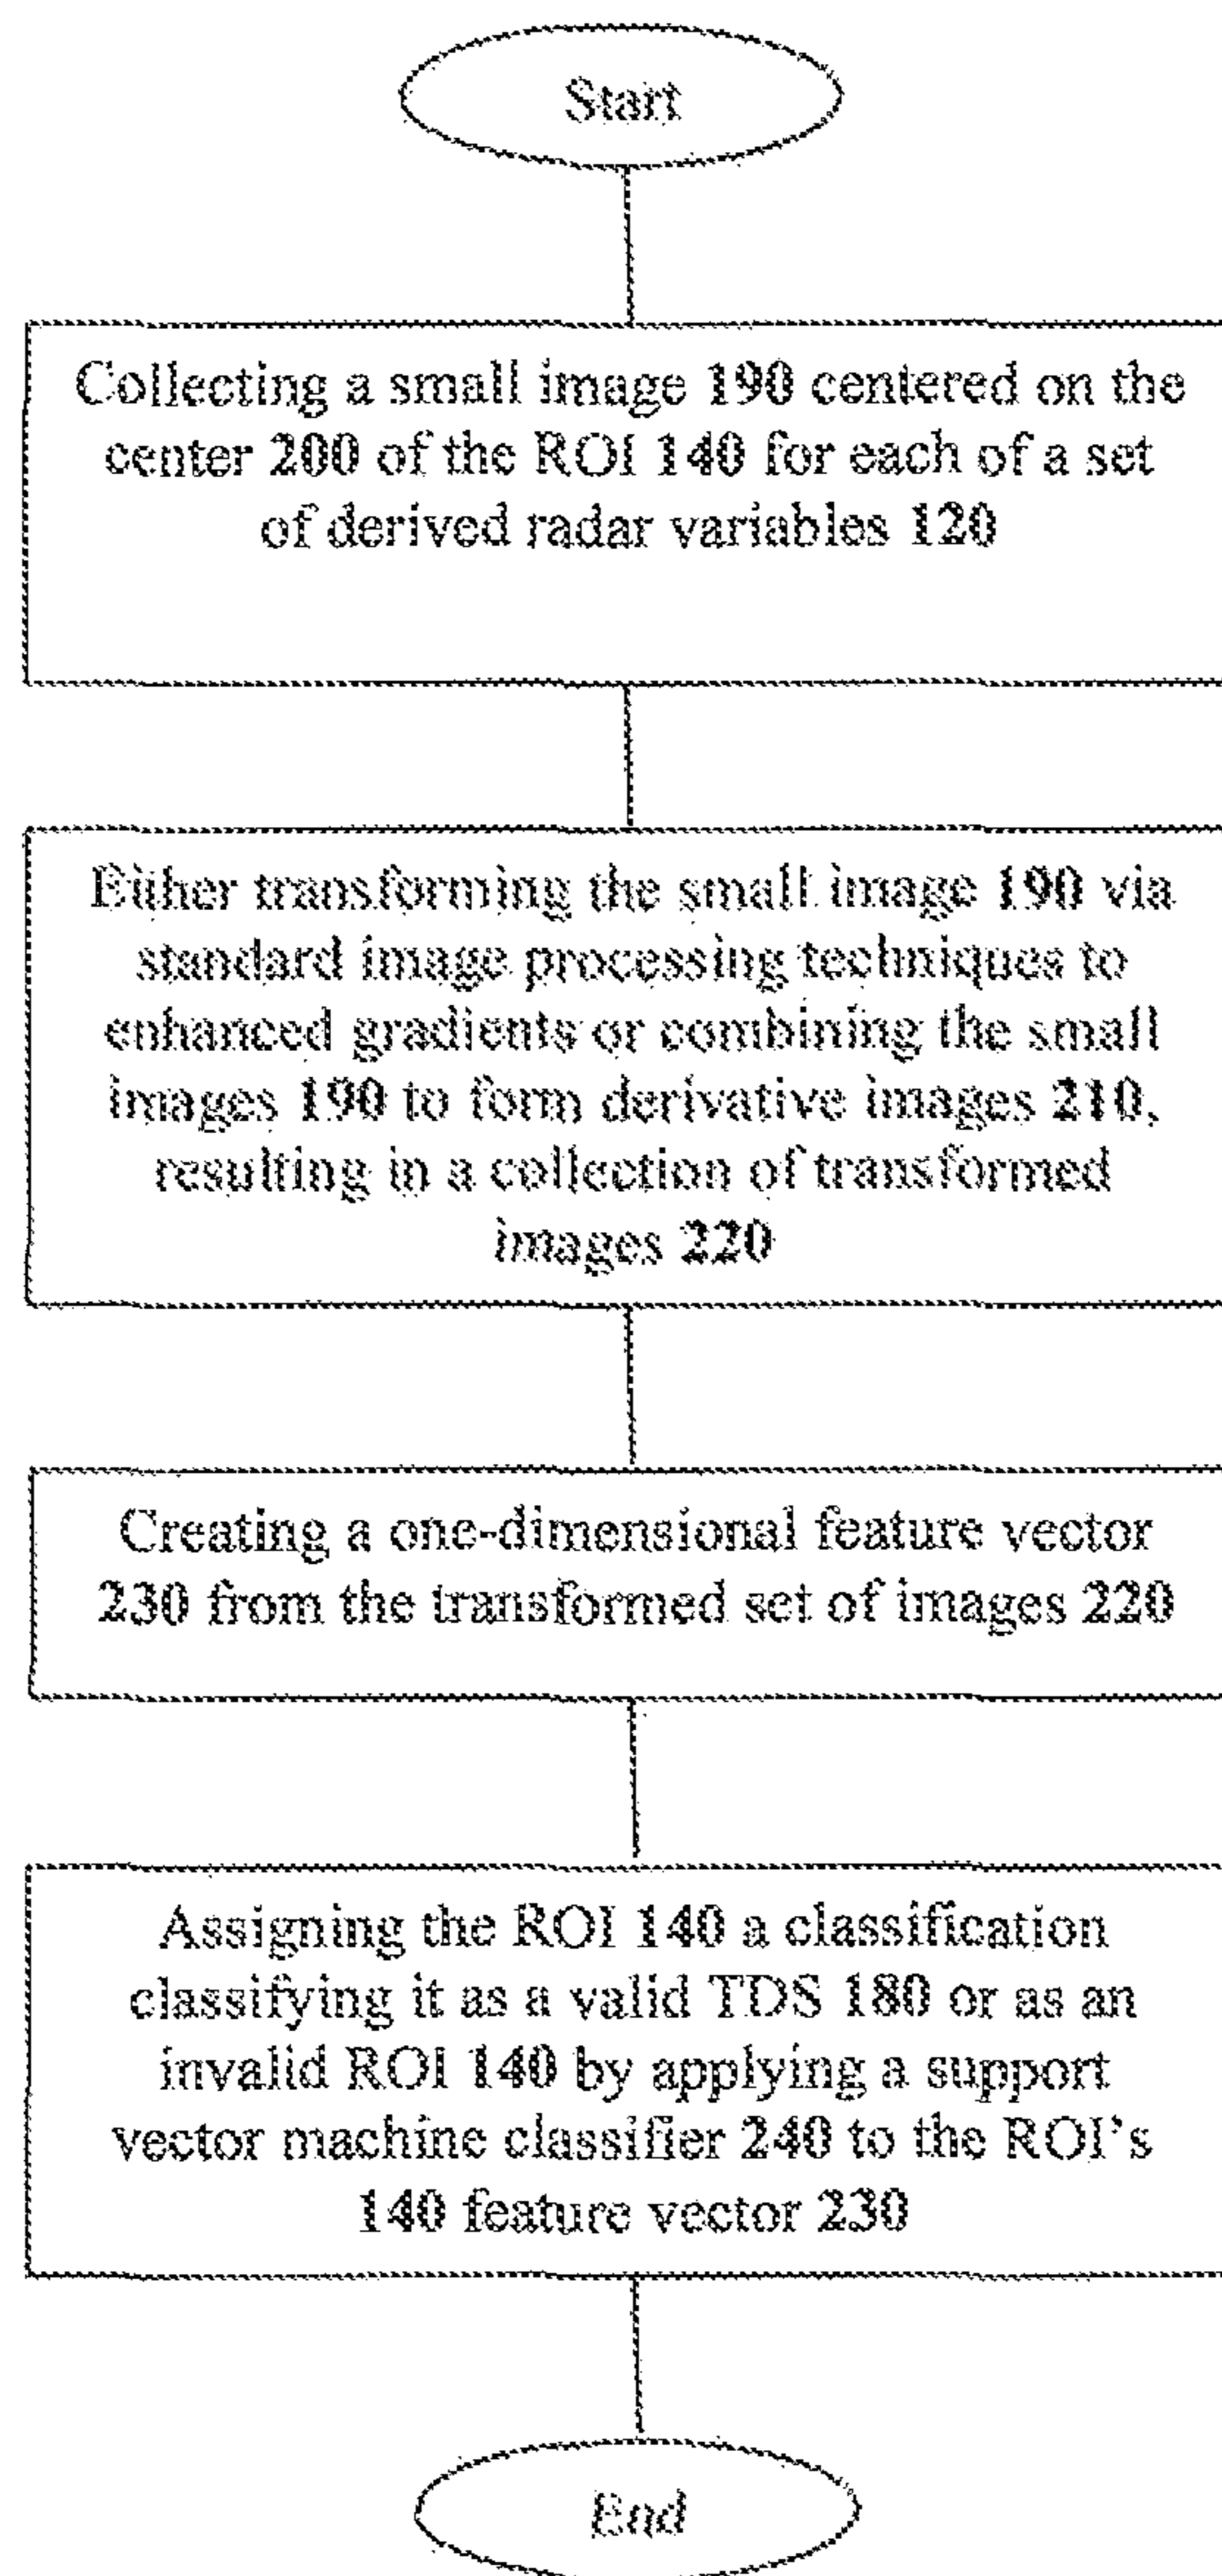 Start
Collecting a small image 190 centered on the
center 200 of the ROI 140 for each of a set
of derived radar variables 120
Either transforming the small image 190 via
standard image processing techniques to
enhanced gradients or combining the small
images 190 to form derivative images 210,
resulting in a collection of transformed
images 220
Creating a one-dimensional feature vector
230 from the transformed set of images 220
Assigning the ROI 140 a classification
classifying it as a valid TDS 180 or as an
invalid ROI 140 by applying a support
vector machine classifier 240 to the ROI's
140 feature vector 230
End